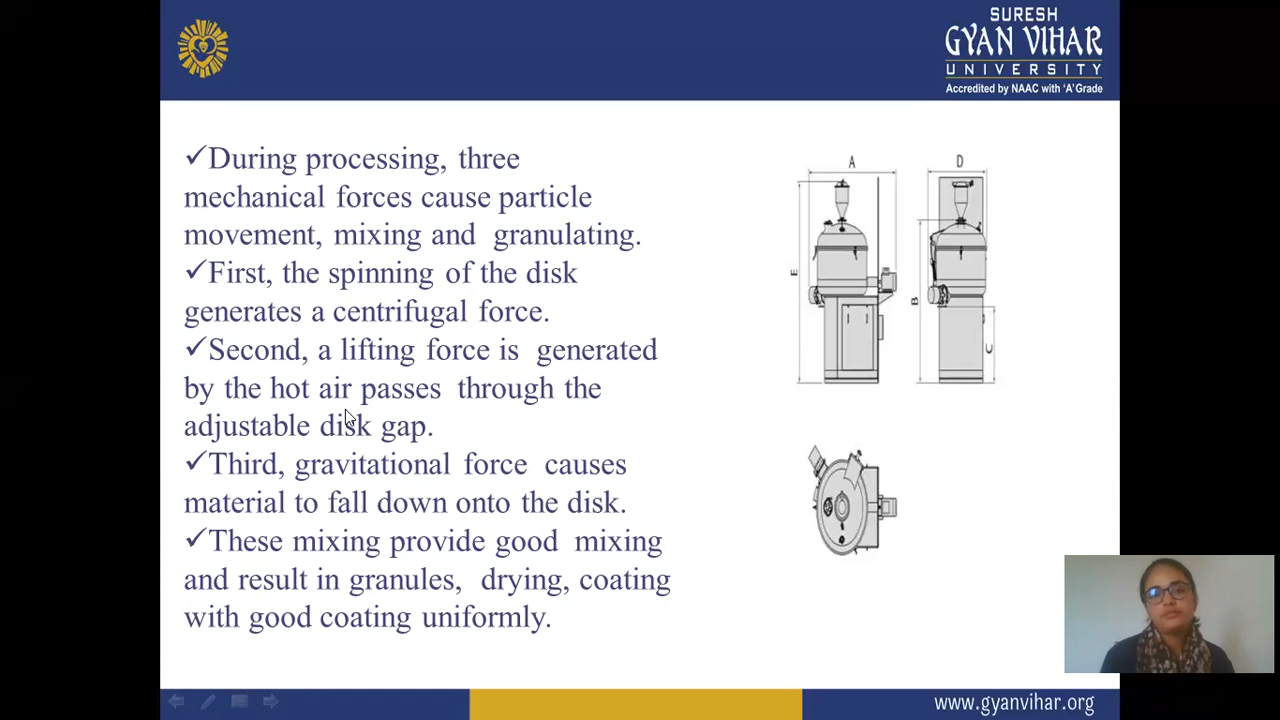 SURESH
GYAN VIHAR
UNIVERSITY
Accredited by NAAC with 'A' Grade
✓During processing, three
mechanical forces cause particle
movement, mixing and granulating.
✓First, the spinning of the disk
generates a centrifugal force.
✓Second, a lifting force is generated
by the hot air passes through the
adjustable disk gap.
✓Third, gravitational force causes
material to fall down onto the disk.
✓These mixing provide good mixing
and result in granules, drying, coating
with good coating uniformly.
A
D
E
B
C
www.gyanvihar.org